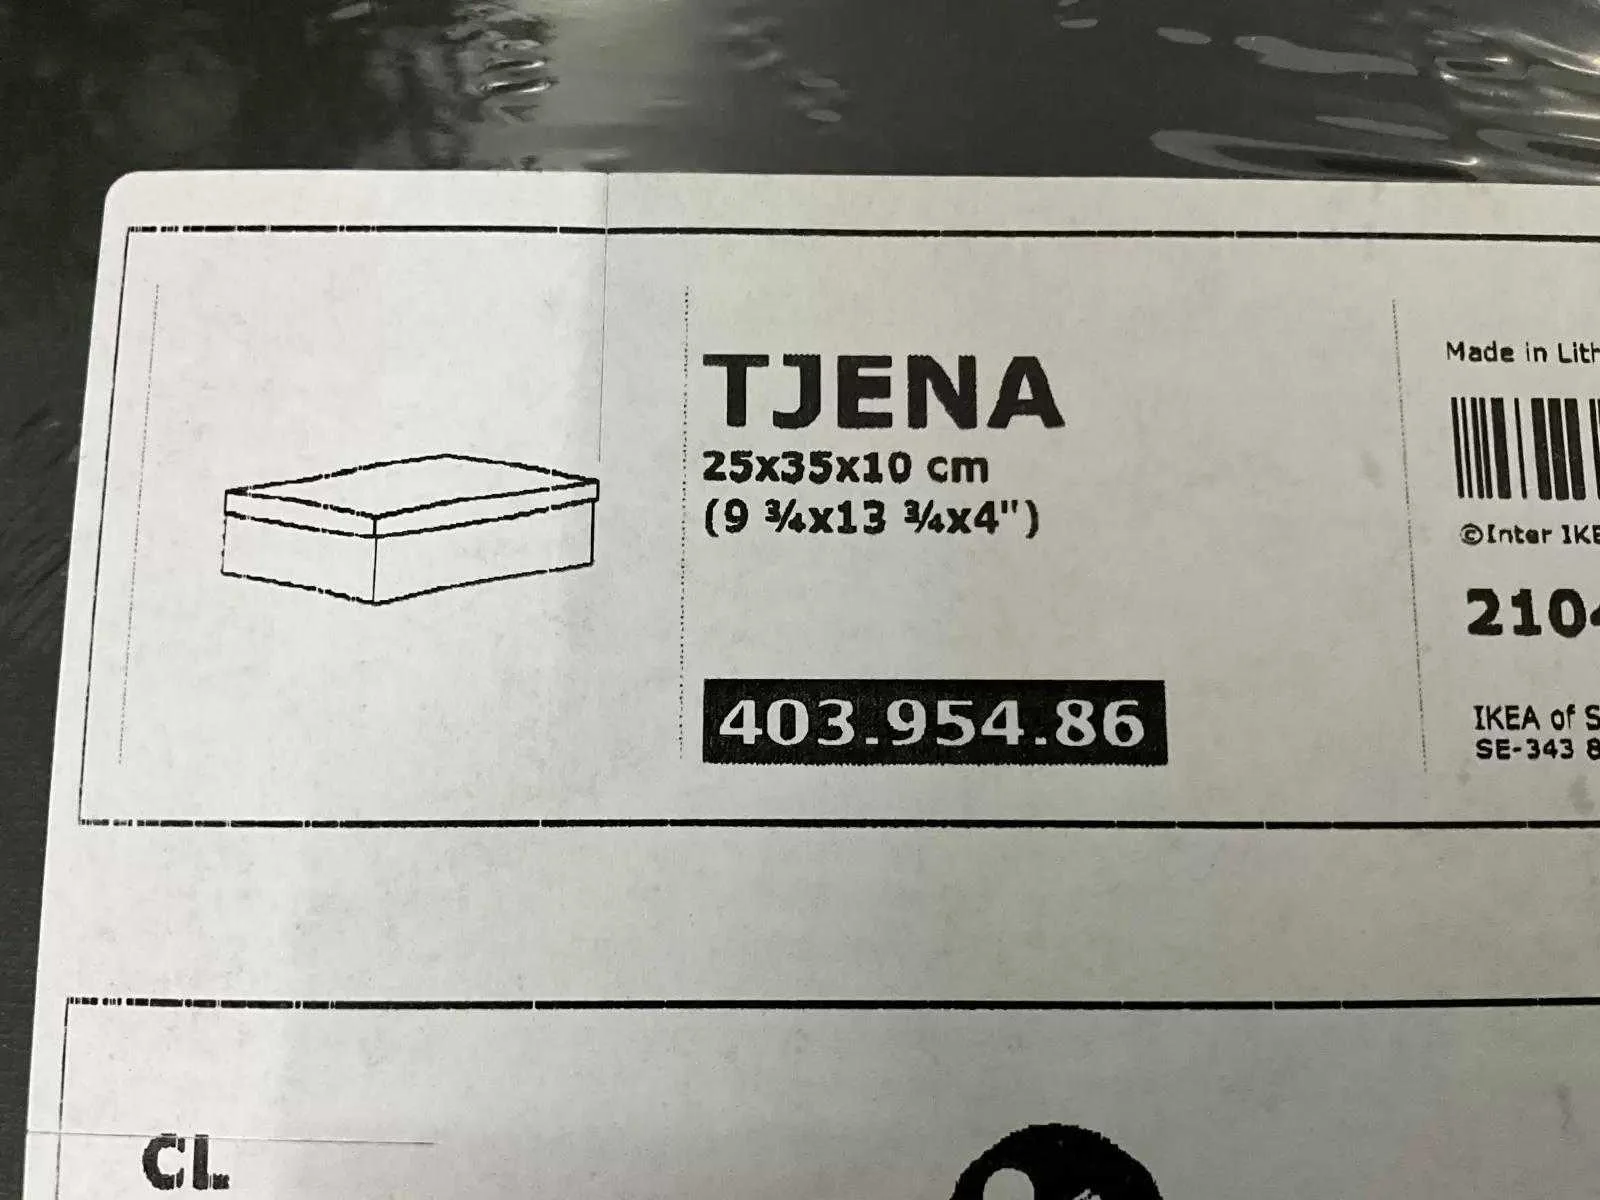 TJENA
25x35x10 cm
(9 ¾x13 ¾x4")
403.954.86
Made in Lith
©Inter IKE
2104
IKEA of S
SE-343 8
CL